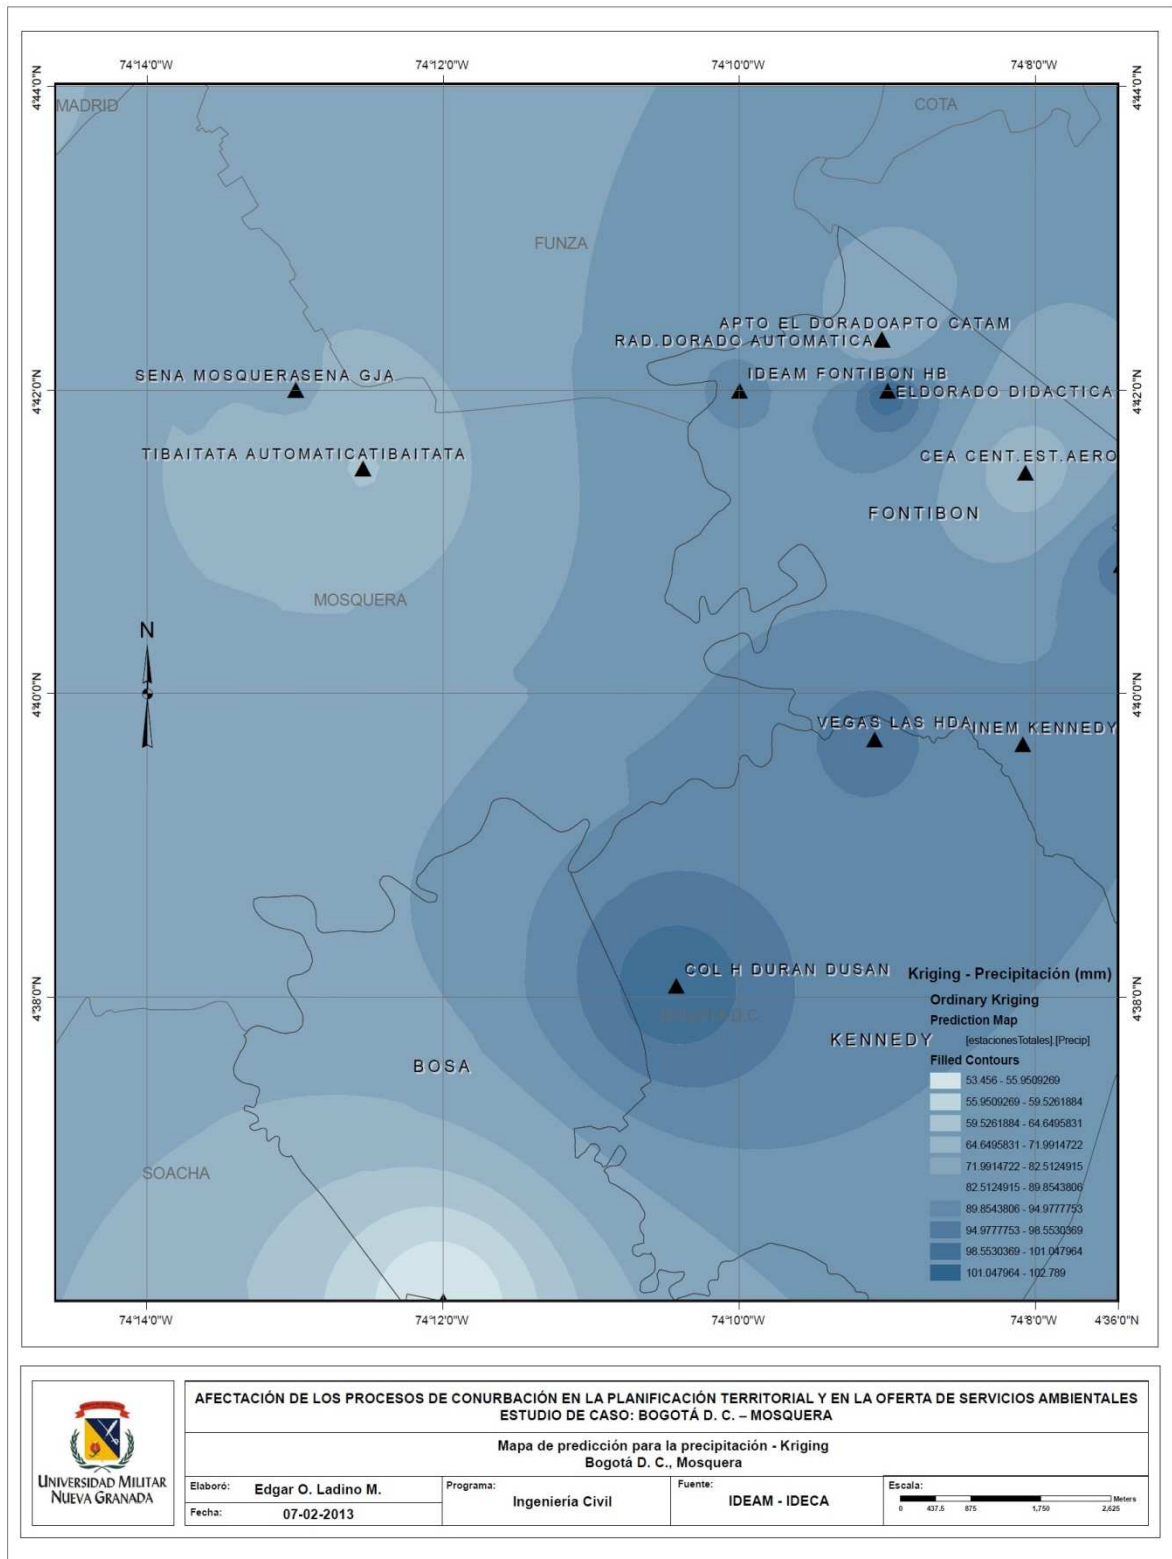 74°14'0"W
74°12'0"W
74°10'0"W
74°8'0"W
4°44'0"N
4°44'0"N
MADRID
COTA
FUNZA
APTO EL DORADOAPTO CATAM
RAD.DORADO AUTOMATICA
SENA MOSQUERASENA GJA
IDEAM FONTIBON HB
4°42'0"N
4°42'0"N
ELDORADO DIDACTICA
TIBAITATA AUTOMATICATIBAITATA
CEA CENT.EST.AERO
FONTIBON
MOSQUERA
N
4°40'0"N
4°40'0"N
VEGAS LAS HDA
INEM KENNEDY
COL H DURAN DUSAN
4°38'0"N
4°38'0"N
KENNEDY
BOSA
SOACHA
Kriging - Precipitación (mm)
Ordinary Kriging
Prediction Map
[estacionesTotales].[Precip]
Filled Contours
53.456 - 55.9509269
55.9509269 - 59.5261884
59.5261884 - 64.6495831
64.6495831 - 71.9914722
71.9914722 - 82.5124915
82.5124915 - 89.8543806
89.8543806 - 94.9777753
94.9777753 - 98.5530369
98.5530369 - 101.047964
101.047964 - 102.789
74°14'0"W
74°12'0"W
74°10'0"W
74°8'0"W
4°36'0"N
UNIVERSIDAD MILITAR
NUEVA GRANADA
AFECTACIÓN DE LOS PROCESOS DE CONURBACIÓN EN LA PLANIFICACIÓN TERRITORIAL Y EN LA OFERTA DE SERVICIOS AMBIENTALES
ESTUDIO DE CASO: BOGOTÁ D. C. – MOSQUERA
Mapa de predicción para la precipitación - Kriging
Bogotá D. C., Mosquera
Elaboró: Edgar O. Ladino M.
Fecha: 07-02-2013
Programa:
Ingeniería Civil
Fuente:
IDEAM - IDECA
Escala:
Meters
0 437.5 875 1,750 2,625